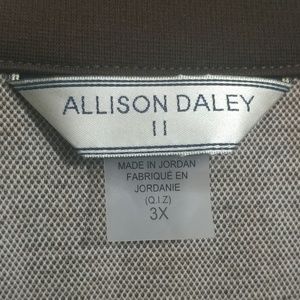 ALLISON DALEY
II
MADE IN JORDAN
FABRIQUÉ EN
JORDANIE
(Q.I.Z)
3X